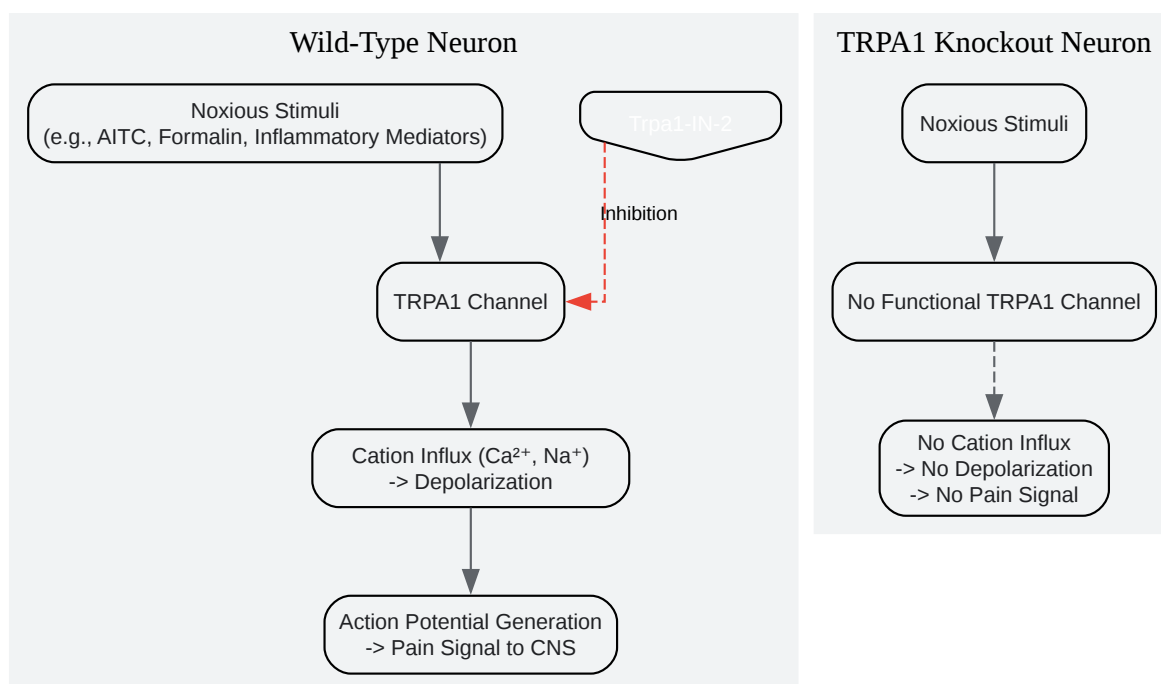 Wild-Type Neuron
Noxious Stimuli
(e.g., AITC, Formalin, Inflammatory Mediators)
Trpa1-IN-2
Inhibition
TRPA1 Channel
Cation Influx (Ca²⁺, Na⁺)
-> Depolarization
Action Potential Generation
-> Pain Signal to CNS
TRPA1 Knockout Neuron
Noxious Stimuli
No Functional TRPA1 Channel
No Cation Influx
-> No Depolarization
-> No Pain Signal